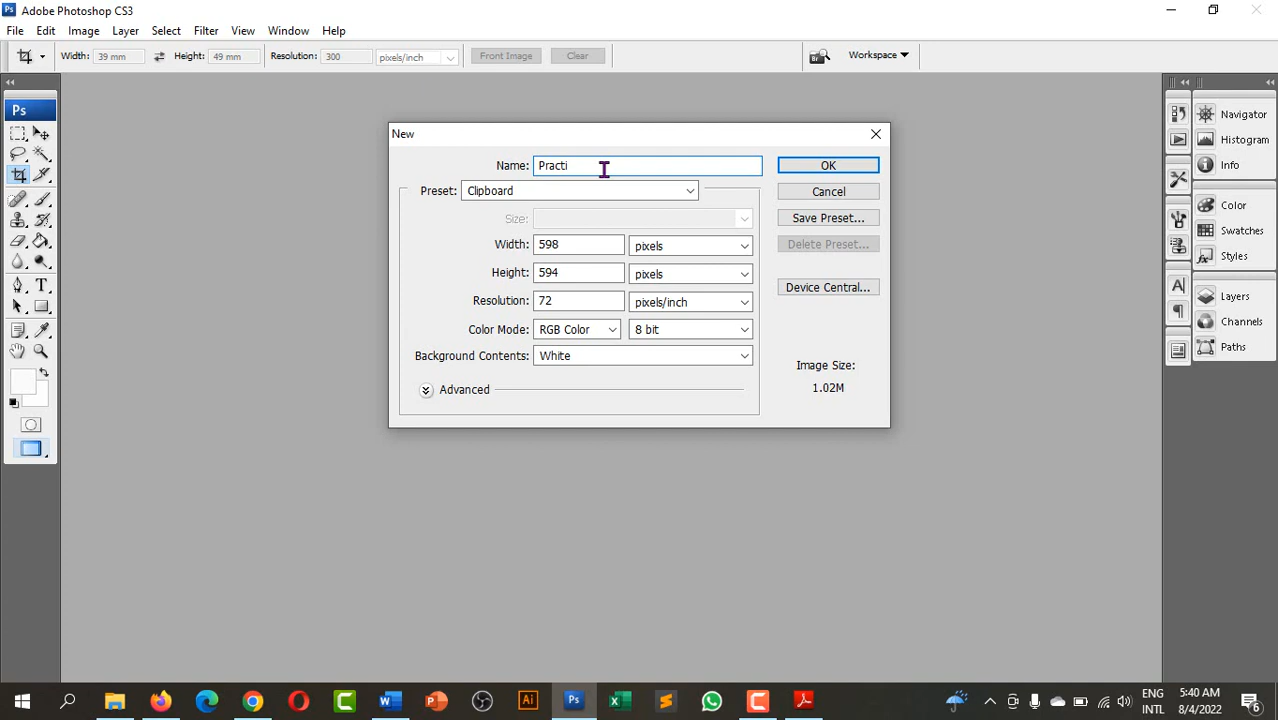 Adobe Photoshop CS3
File Edit Image Layer Select Filter View Window Help
Width: 39 mm Height: 49 mm Resolution: 300 pixels/inch Front Image Clear Workspace
Ps
New
Name: Practi OK
Preset: Clipboard Cancel
Size: Save Preset...
Width: 598 pixels Delete Preset...
Height: 594 pixels
Resolution: 72 pixels/inch Device Central...
Color Mode: RGB Color 8 bit
Background Contents: White
Image Size:
1.02M
Advanced
Navigator
Histogram
Info
Color
Swatches
Styles
Layers
Channels
Paths
ENG 5:40 AM
INTL 8/4/2022 6